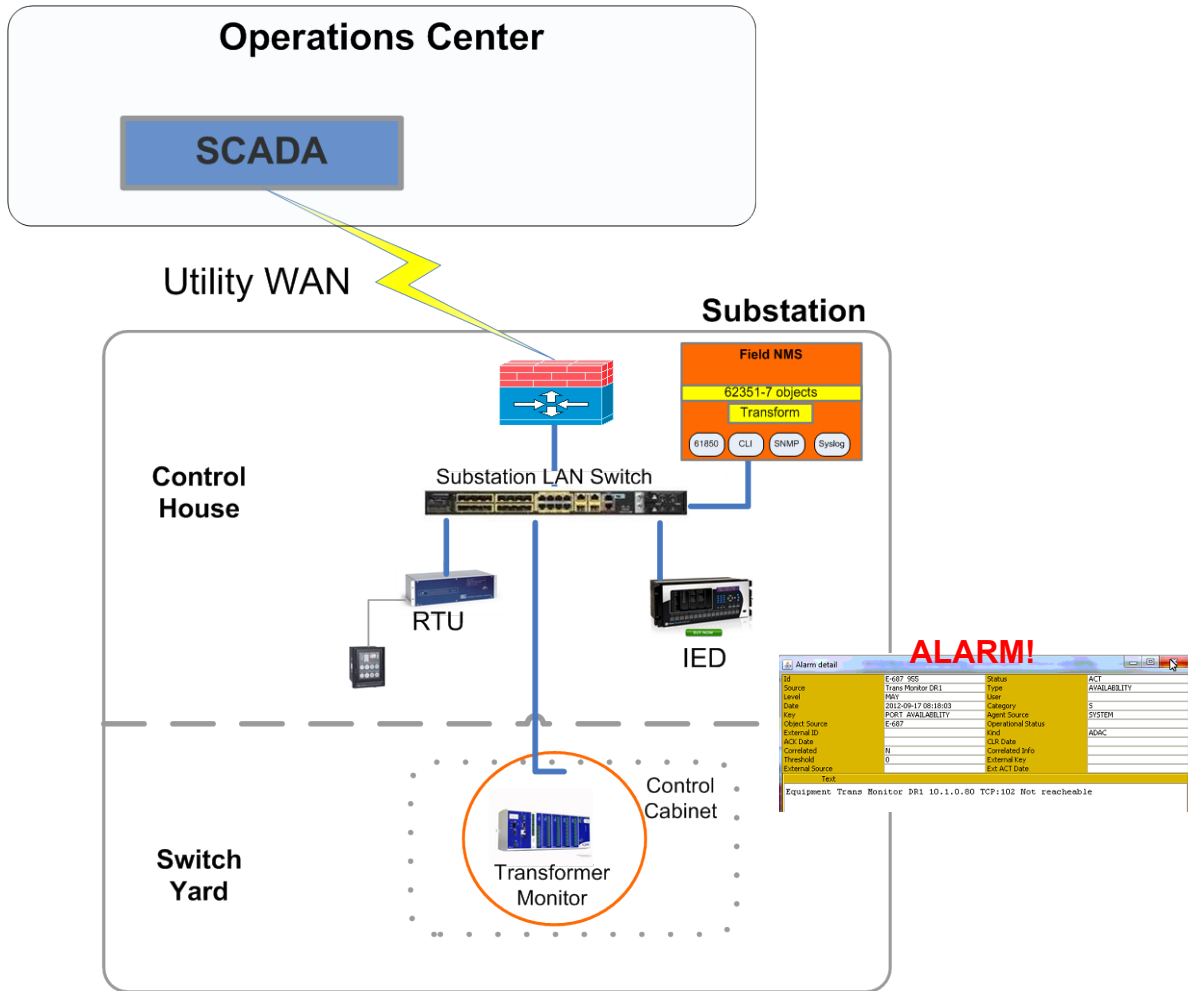 Operations Center
SCADA
Utility WAN
Substation
Field NMS
62351-7 objects
Transform
61850 CLI SNMP Syslog
Control
House
Substation LAN Switch
RTU
BUY NOW
IED
ALARM!
Alarm detail
Id E-687 955 Status ACT
Source Trans Monitor DR1 Type AVAILABILITY
Level MAY User
Date 2012-09-17 08:18:03 Category S
Key PORT AVAILABILITY Agent Source SYSTEM
Object Source E-687 Operational Status
External ID Kind ADAC
ACK Date CLR Date
Correlated N Correlated Info
Threshold 0 External Key
External Source Ext ACT Date
Text
Equipment Trans Monitor DR1 10.1.0.80 TCP:102 Not reacheable
Control
Cabinet
Switch
Yard
Transformer
Monitor